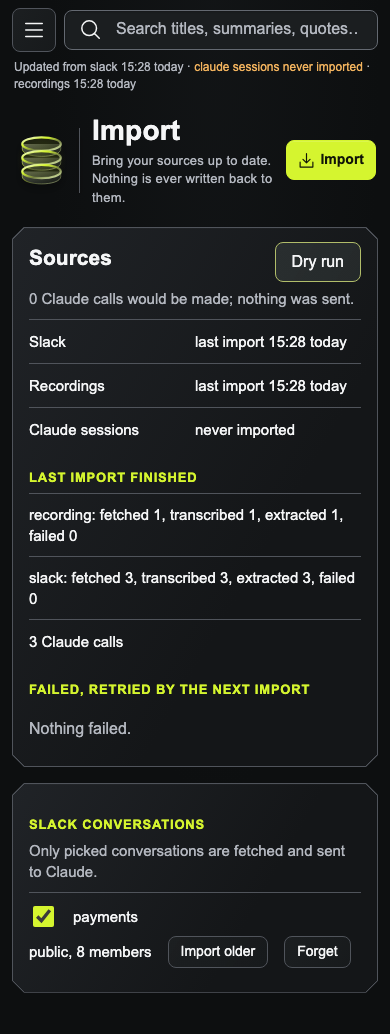 Search titles, summaries, quotes..
Updated from slack 15:28 today · claude sessions never imported ·
recordings 15:28 today
Import
Bring your sources up to date.
Nothing is ever written back to
them.
Import
Sources
Dry run
0 Claude calls would be made; nothing was sent.
Slack last import 15:28 today
Recordings last import 15:28 today
Claude sessions never imported
LAST IMPORT FINISHED
recording: fetched 1, transcribed 1, extracted 1,
failed 0
slack: fetched 3, transcribed 3, extracted 3, failed
0
3 Claude calls
FAILED, RETRIED BY THE NEXT IMPORT
Nothing failed.
SLACK CONVERSATIONS
Only picked conversations are fetched and sent
to Claude.
payments
public, 8 members Import older Forget